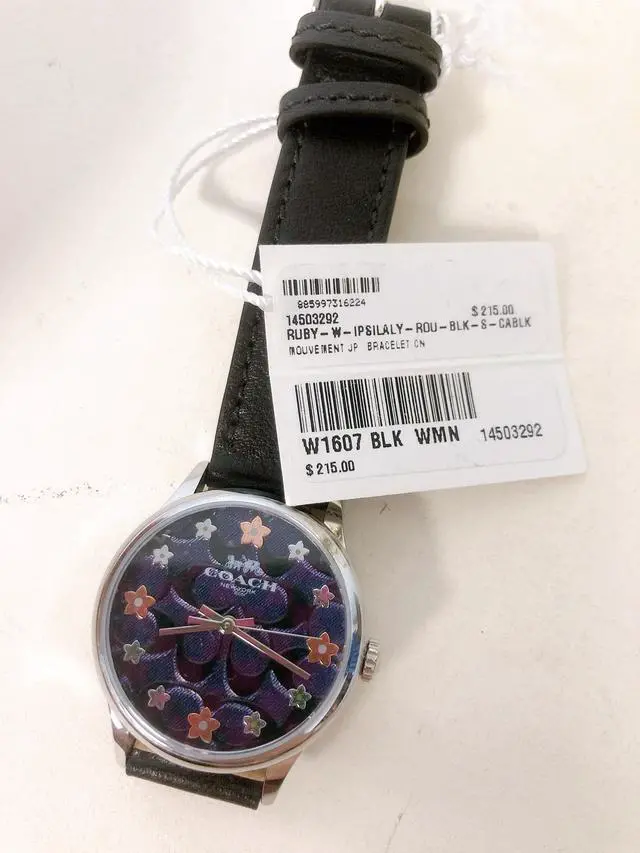 885997316224
14503292
$215.00
RUBY-W-IPSILALY-ROU-BLK-S-CABLK
MOUVEMENT JP BRACELET CN
W1607 BLK WMN 14503292
$215.00
COACH
NEW YORK